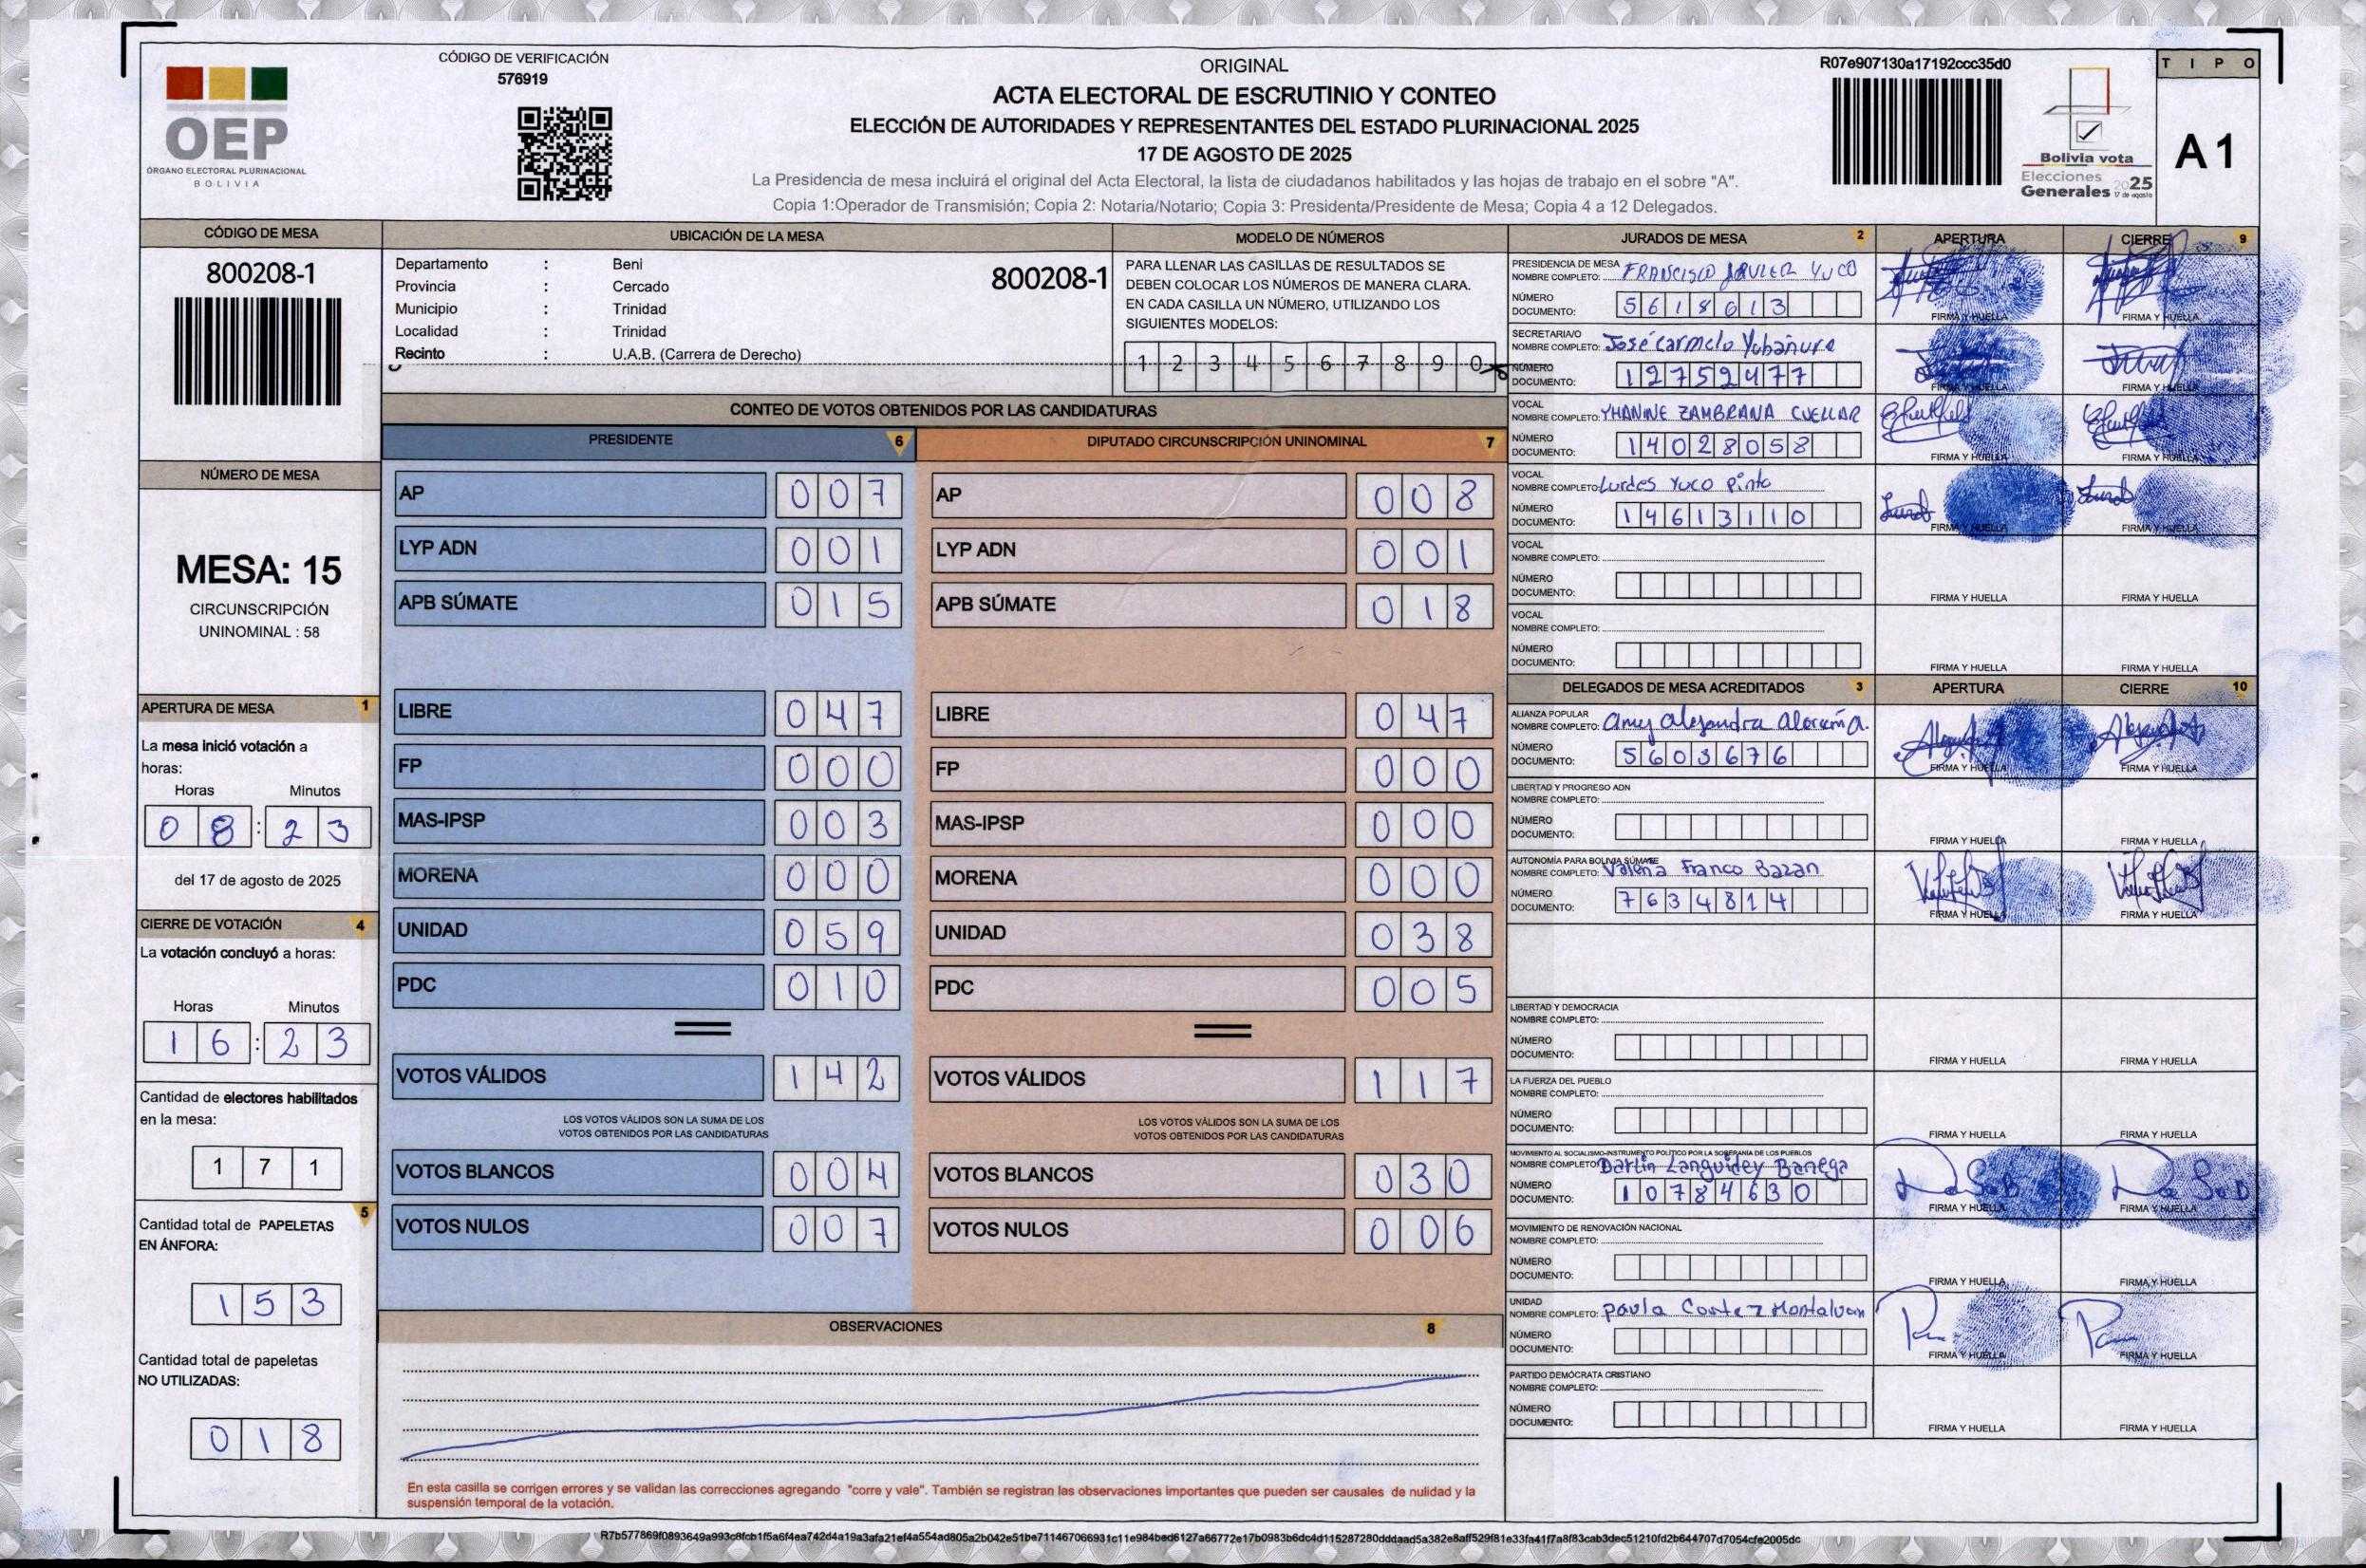 CÓDIGO DE VERIFICACIÓN
576919
OEP
ÓRGANO ELECTORAL PLURINACIONAL
BOLIVIA
ORIGINAL
ACTA ELECTORAL DE ESCRUTINIO Y CONTEO
ELECCIÓN DE AUTORIDADES Y REPRESENTANTES DEL ESTADO PLURINACIONAL 2025
17 DE AGOSTO DE 2025
La Presidencia de mesa incluirá el original del Acta Electoral, la lista de ciudadanos habilitados y las hojas de trabajo en el sobre "A".
Copia 1:Operador de Transmisión; Copia 2: Notaria/Notario; Copia 3: Presidenta/Presidente de Mesa; Copia 4 a 12 Delegados.
R07e907130a17192ccc35d0
Bolivia vota
Elecciones
Generales 2025
17 de agosto
TIPO
A 1
CÓDIGO DE MESA
800208-1
NÚMERO DE MESA
MESA: 15
CIRCUNSCRIPCIÓN
UNINOMINAL : 58
APERTURA DE MESA 1
La mesa inició votación a
horas:
Horas Minutos
08:23
del 17 de agosto de 2025
CIERRE DE VOTACIÓN 4
La votación concluyó a horas:
Horas Minutos
16:23
Cantidad de electores habilitados
en la mesa:
171
5
Cantidad total de PAPELETAS
EN ÁNFORA:
153
Cantidad total de papeletas
NO UTILIZADAS:
018
UBICACIÓN DE LA MESA
Departamento : Beni
800208-1
Provincia : Cercado
Municipio : Trinidad
Localidad : Trinidad
Recinto : U.A.B. (Carrera de Derecho)
MODELO DE NÚMEROS
PARA LLENAR LAS CASILLAS DE RESULTADOS SE
DEBEN COLOCAR LOS NÚMEROS DE MANERA CLARA.
EN CADA CASILLA UN NÚMERO, UTILIZANDO LOS
SIGUIENTES MODELOS:
1 2 3 4 5 6 7 8 9 0
CONTEO DE VOTOS OBTENIDOS POR LAS CANDIDATURAS
PRESIDENTE 6
AP 007
LYP ADN 001
APB SÚMATE 015
LIBRE 047
FP 000
MAS-IPSP 003
MORENA 000
UNIDAD 059
PDC 010
VOTOS VÁLIDOS 142
LOS VOTOS VÁLIDOS SON LA SUMA DE LOS
VOTOS OBTENIDOS POR LAS CANDIDATURAS
VOTOS BLANCOS 004
VOTOS NULOS 007
DIPUTADO CIRCUNSCRIPCIÓN UNINOMINAL 7
AP 008
LYP ADN 001
APB SÚMATE 018
LIBRE 047
FP 000
MAS-IPSP 000
MORENA 000
UNIDAD 038
PDC 005
VOTOS VÁLIDOS 117
LOS VOTOS VÁLIDOS SON LA SUMA DE LOS
VOTOS OBTENIDOS POR LAS CANDIDATURAS
VOTOS BLANCOS 030
VOTOS NULOS 006
OBSERVACIONES 8
En esta casilla se corrigen errores y se validan las correcciones agregando "corre y vale". También se registran las observaciones importantes que pueden ser causales de nulidad y la
suspensión temporal de la votación.
JURADOS DE MESA 2 APERTURA CIERRE 9
PRESIDENCIA DE MESA
NOMBRE COMPLETO: FRANCISCO JAVIER YUCO
NÚMERO
DOCUMENTO: 5618613
FIRMA Y HUELLA FIRMA Y HUELLA
SECRETARIA/O
NOMBRE COMPLETO: José Carmelo Yubanure
NÚMERO
DOCUMENTO: 12752477
FIRMA Y HUELLA FIRMA Y HUELLA
VOCAL
NOMBRE COMPLETO: YHANINE ZAMBRANA CUELLAR
NÚMERO
DOCUMENTO: 14028058
FIRMA Y HUELLA FIRMA Y HUELLA
VOCAL
NOMBRE COMPLETO: Lurdes Yuco Pinto
NÚMERO
DOCUMENTO: 14613110
FIRMA Y HUELLA FIRMA Y HUELLA
VOCAL
NOMBRE COMPLETO:
NÚMERO
DOCUMENTO:
FIRMA Y HUELLA FIRMA Y HUELLA
VOCAL
NOMBRE COMPLETO:
NÚMERO
DOCUMENTO:
FIRMA Y HUELLA FIRMA Y HUELLA
DELEGADOS DE MESA ACREDITADOS 3 APERTURA CIERRE 10
ALIANZA POPULAR
NOMBRE COMPLETO: Amy Alejandra
NÚMERO
DOCUMENTO: 5603676
FIRMA Y HUELLA FIRMA Y HUELLA
LIBERTAD Y PROGRESO ADN
NOMBRE COMPLETO:
NÚMERO
DOCUMENTO:
FIRMA Y HUELLA FIRMA Y HUELLA
AUTONOMÍA PARA BOLIVIA SÚMATE
NOMBRE COMPLETO: Valeria Franco Bazan
NÚMERO
DOCUMENTO: 7634814
FIRMA Y HUELLA FIRMA Y HUELLA
LIBERTAD Y DEMOCRACIA
NOMBRE COMPLETO:
NÚMERO
DOCUMENTO:
FIRMA Y HUELLA FIRMA Y HUELLA
LA FUERZA DEL PUEBLO
NOMBRE COMPLETO:
NÚMERO
DOCUMENTO:
FIRMA Y HUELLA FIRMA Y HUELLA
MOVIMIENTO AL SOCIALISMO-INSTRUMENTO POLÍTICO POR LA SOBERANÍA DE LOS PUEBLOS
NOMBRE COMPLETO: Darlin Languidey Banega
NÚMERO
DOCUMENTO: 10784630
FIRMA Y HUELLA FIRMA Y HUELLA
MOVIMIENTO DE RENOVACIÓN NACIONAL
NOMBRE COMPLETO:
NÚMERO
DOCUMENTO:
FIRMA Y HUELLA FIRMA Y HUELLA
UNIDAD
NOMBRE COMPLETO: paula Cortez Montalvan
NÚMERO
DOCUMENTO:
FIRMA Y HUELLA FIRMA Y HUELLA
PARTIDO DEMÓCRATA CRISTIANO
NOMBRE COMPLETO:
NÚMERO
DOCUMENTO:
FIRMA Y HUELLA FIRMA Y HUELLA